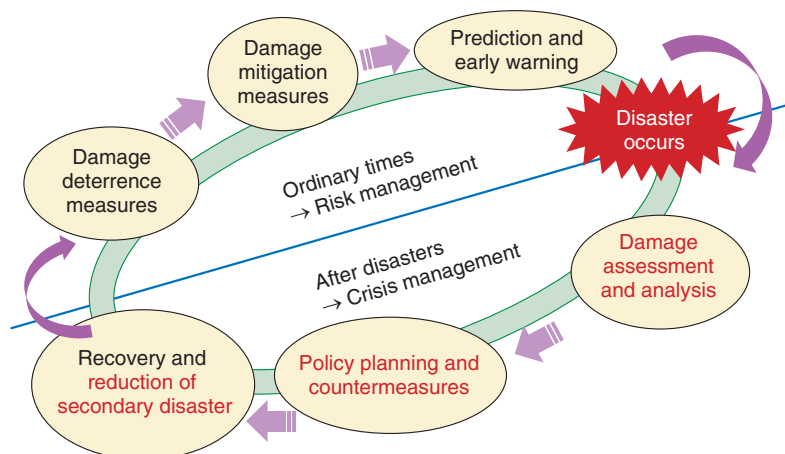 Damage
mitigation
measures
Prediction and
early warning
Disaster
occurs
Damage
deterrence
measures
Ordinary times
→ Risk management
After disasters
→ Crisis management
Damage
assessment
and analysis
Policy planning and
countermeasures
Recovery and
reduction of
secondary disaster